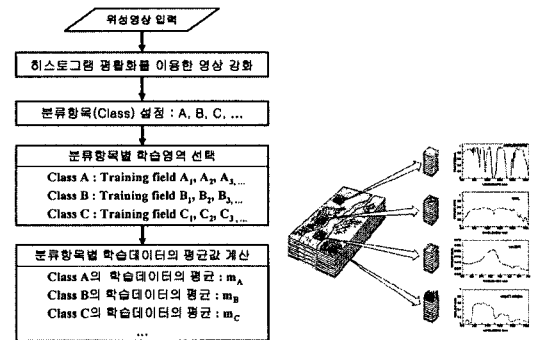 위성영상 입력
히스토그램 평활화를 이용한 영상 강화
분류항목(Class) 설정 : A, B, C, ...
분류항목별 학습영역 선택
Class A : Training field A1, A2, A3,...
Class B : Training field B1, B2, B3,...
Class C : Training field C1, C2, C3,...
분류항목별 학습데이터의 평균값 계산
Class A의 학습데이터의 평균 : mA
Class B의 학습데이터의 평균 : mB
Class C의 학습데이터의 평균 : mC
...